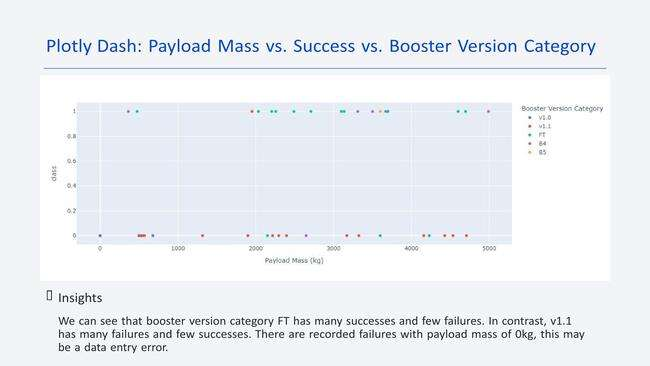 Plotly Dash: Payload Mass vs. Success vs. Booster Version Category
Booster Version Category
v1.0
v1.1
FT
B4
B5
1
0.8
0.6
0.4
0.2
0
class
0 1000 2000 3000 4000 5000
Payload Mass (kg)
Insights
We can see that booster version category FT has many successes and few failures. In contrast, v1.1
has many failures and few successes. There are recorded failures with payload mass of 0kg, this may
be a data entry error.